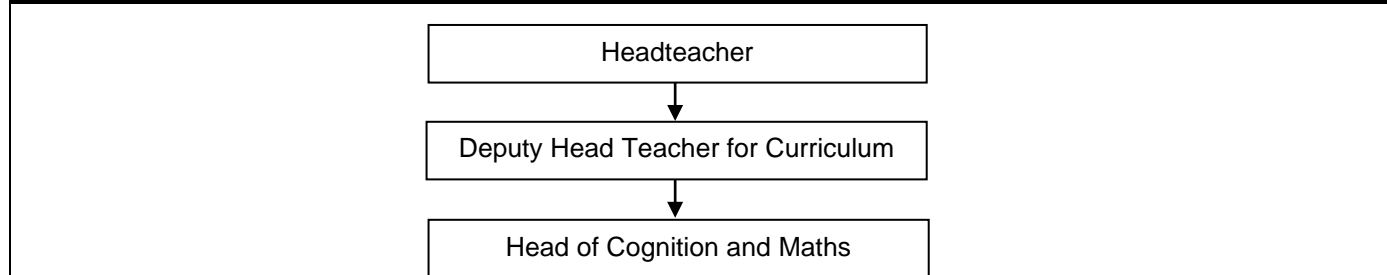 Headteacher
Deputy Head Teacher for Curriculum
Head of Cognition and Maths